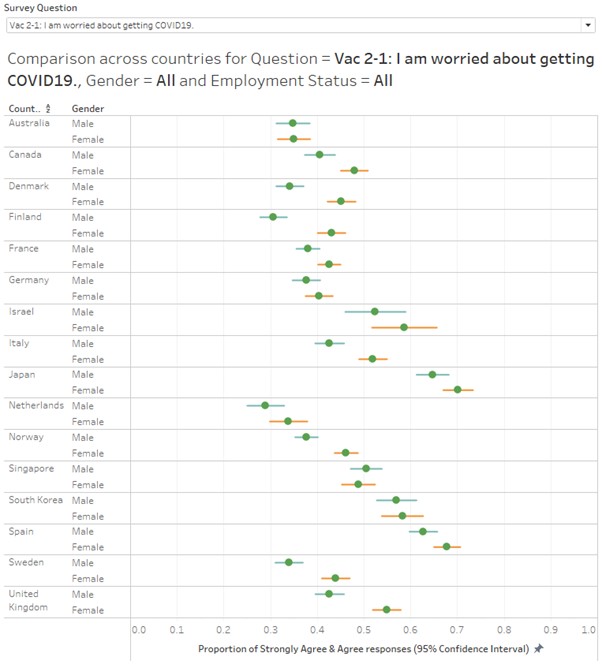 Survey Question
Vac 2-1: I am worried about getting COVID19.
Comparison across countries for Question = Vac 2-1: I am worried about getting
COVID19., Gender = All and Employment Status = All
Count.. Gender
Australia Male
Female
Canada Male
Female
Denmark Male
Female
Finland Male
Female
France Male
Female
Germany Male
Female
Israel Male
Female
Italy Male
Female
Japan Male
Female
Netherlands Male
Female
Norway Male
Female
Singapore Male
Female
South Korea Male
Female
Spain Male
Female
Sweden Male
Female
United Male
Kingdom Female
0.0 0.1 0.2 0.3 0.4 0.5 0.6 0.7 0.8 0.9 1.0
Proportion of Strongly Agree & Agree responses (95% Confidence Interval)